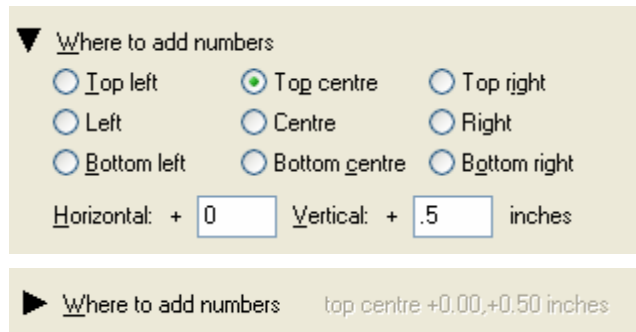 Where to add numbers
Top left Top centre Top right
Left Centre Right
Bottom left Bottom centre Bottom right
Horizontal: + 0 Vertical: + .5 inches
Where to add numbers top centre +0.00,+0.50 inches